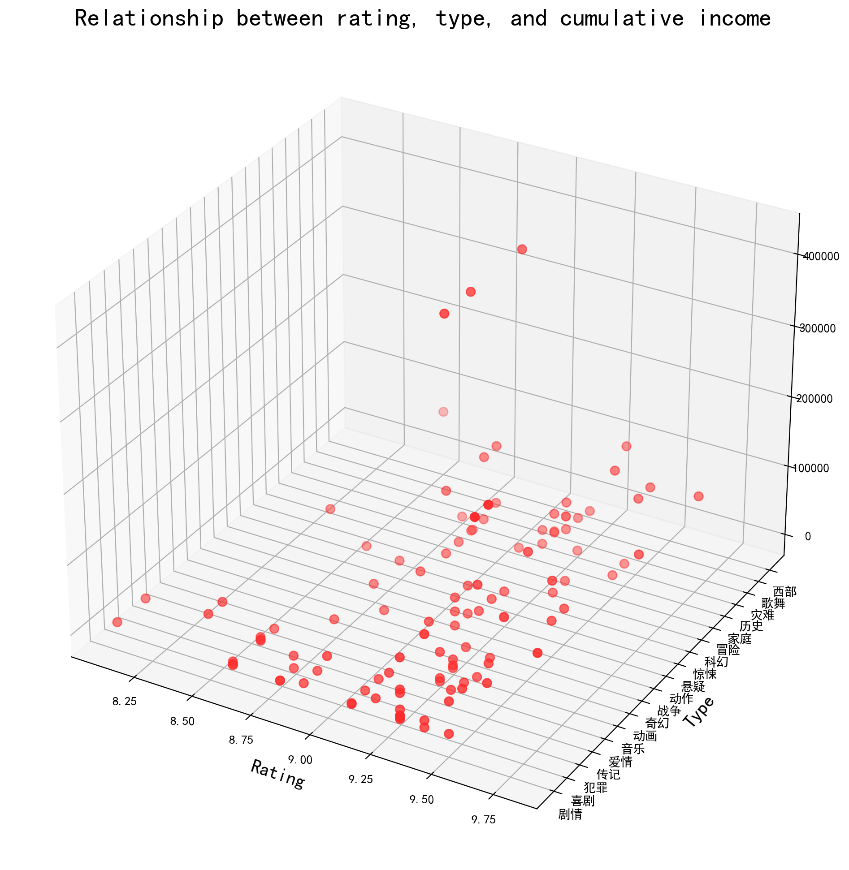 Relationship between rating, type, and cumulative income
400000
300000
200000
100000
0
西部
歌舞
灾难
历史
家庭
冒险
科幻
惊悚
悬疑
动作
战争
奇幻
动画
音乐
爱情
传记
犯罪
喜剧
剧情
Type
8.25
8.50
8.75
9.00
9.25
9.50
9.75
Rating